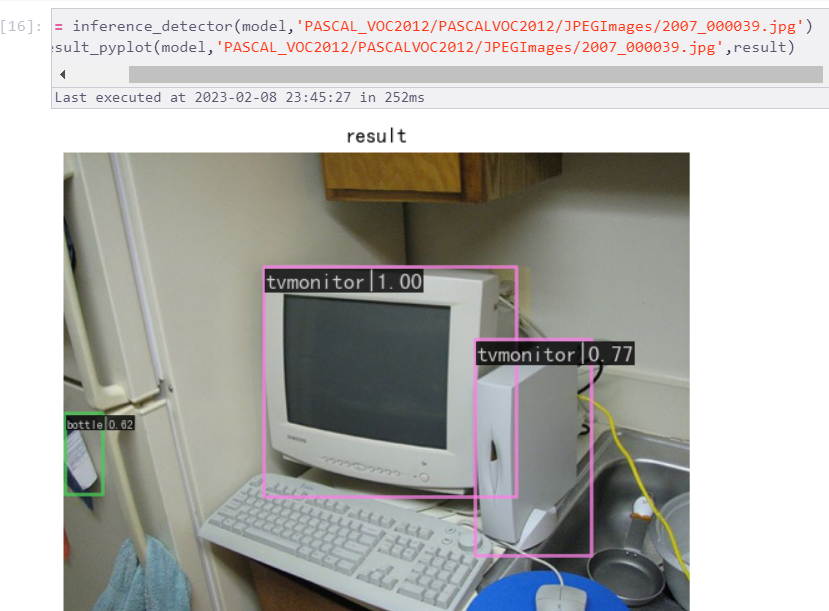 [16]: = inference_detector(model,'PASCAL_VOC2012/PASCALVOC2012/JPEGImages/2007_000039.jpg')
esult_pyplot(model,'PASCAL_VOC2012/PASCALVOC2012/JPEGImages/2007_000039.jpg',result)
Last executed at 2023-02-08 23:45:27 in 252ms
result
tvmonitor|1.00
tvmonitor|0.77
bottle|0.62
SAMSUNG